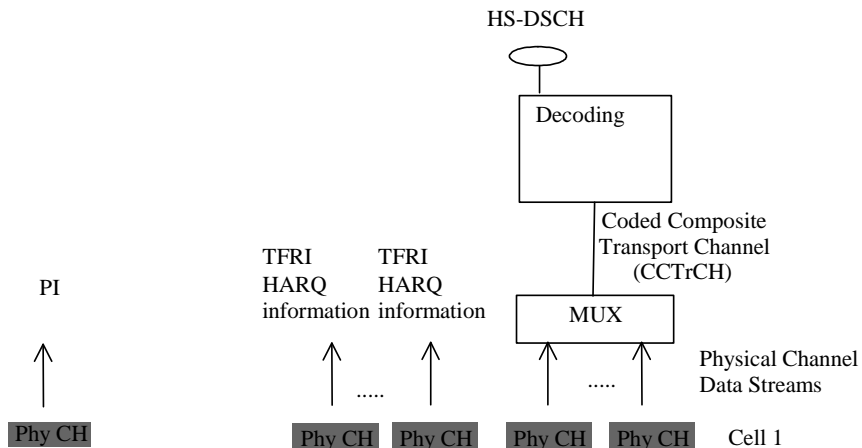 HS-DSCH
Decoding
Coded Composite
Transport Channel
(CCTrCH)
TFRI
HARQ
information
TFRI
HARQ
information
PI
MUX
Physical Channel
Data Streams
.....
.....
Phy CH
Phy CH
Phy CH
Phy CH
Phy CH
Cell 1